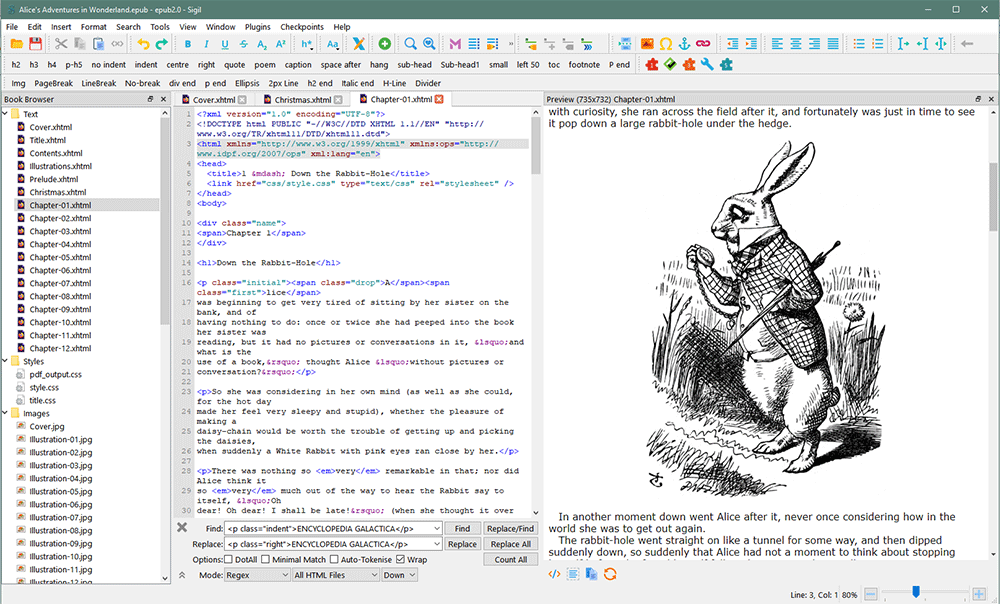 Alice's Adventures in Wonderland.epub - epub2.0 - Sigil
File Edit Insert Format Search Tools View Window Plugins Checkpoints Help
B I U S A₂ A² h* Aa
h2 h3 h4 p-h5 no indent indent centre right quote poem caption space after hang sub-head Sub-head1 small left 50 toc footnote P end
Img PageBreak LineBreak No-break div end p end Ellipsis 2px Line h2 end Italic end H-Line Divider
Book Browser
Text
Cover.xhtml
Title.xhtml
Contents.xhtml
Illustrations.xhtml
Prelude.xhtml
Christmas.xhtml
Chapter-01.xhtml
Chapter-02.xhtml
Chapter-03.xhtml
Chapter-04.xhtml
Chapter-05.xhtml
Chapter-06.xhtml
Chapter-07.xhtml
Chapter-08.xhtml
Chapter-09.xhtml
Chapter-10.xhtml
Chapter-11.xhtml
Chapter-12.xhtml
Styles
pdf_output.css
style.css
title.css
Images
Cover.jpg
Illustration-01.jpg
Illustration-02.jpg
Illustration-03.jpg
Illustration-04.jpg
Illustration-05.jpg
Illustration-06.jpg
Illustration-07.jpg
Illustration-08.jpg
Illustration-09.jpg
Illustration-10.jpg
Illustration-11.jpg
Illustration-12.jpg
Cover.xhtml Christmas.xhtml Chapter-01.xhtml
1 <?xml version="1.0" encoding="UTF-8"?>
2 <!DOCTYPE html PUBLIC "-//W3C//DTD XHTML 1.1//EN" "http://
www.w3.org/TR/xhtml11/DTD/xhtml11.dtd">
3 <html xmlns="http://www.w3.org/1999/xhtml" xmlns:ops="http://
www.idpf.org/2007/ops" xml:lang="en">
4 <head>
5 <title>1 &mdash; Down the Rabbit-Hole</title>
6 <link href="css/style.css" type="text/css" rel="stylesheet" />
7 </head>
8 <body>
9
10 <div class="name">
11 <span>Chapter 1</span>
12 </div>
13
14 <h1>Down the Rabbit-Hole</h1>
15
16 <p class="initial"><span class="drop">A</span><span
class="first">lice</span>
17 was beginning to get very tired of sitting by her sister on the
bank, and of
18 having nothing to do: once or twice she had peeped into the book
her sister was
19 reading, but it had no pictures or conversations in it, &lsquo;and
what is the
20 use of a book,&rsquo; thought Alice &lsquo;without pictures or
21 conversation?&rsquo;</p>
22
23 <p>So she was considering in her own mind (as well as she could,
for the hot day
24 made her feel very sleepy and stupid), whether the pleasure of
making a
25 daisy-chain would be worth the trouble of getting up and picking
the daisies,
26 when suddenly a White Rabbit with pink eyes ran close by her.</p>
27
28 <p>There was nothing so <em>very</em> remarkable in that; nor did
Alice think it
29 so <em>very</em> much out of the way to hear the Rabbit say to
itself, &lsquo;Oh
30 dear! Oh dear! I shall be late!&rsquo; (when she thought it over
Find: <p class="indent">ENCYCLOPEDIA GALACTICA</p> Find Replace/Find
Replace: <p class="right">ENCYCLOPEDIA GALACTICA</p> Replace Replace All
Options: DotAll Minimal Match Auto-Tokenise Wrap Count All
Mode: Regex All HTML Files Down
Preview (735x732) Chapter-01.xhtml
with curiosity, she ran across the field after it, and fortunately was just in time to see
it pop down a large rabbit-hole under the hedge.
In another moment down went Alice after it, never once considering how in the
world she was to get out again.
The rabbit-hole went straight on like a tunnel for some way, and then dipped
suddenly down, so suddenly that Alice had not a moment to think about stopping
Line: 3, Col: 1 80%